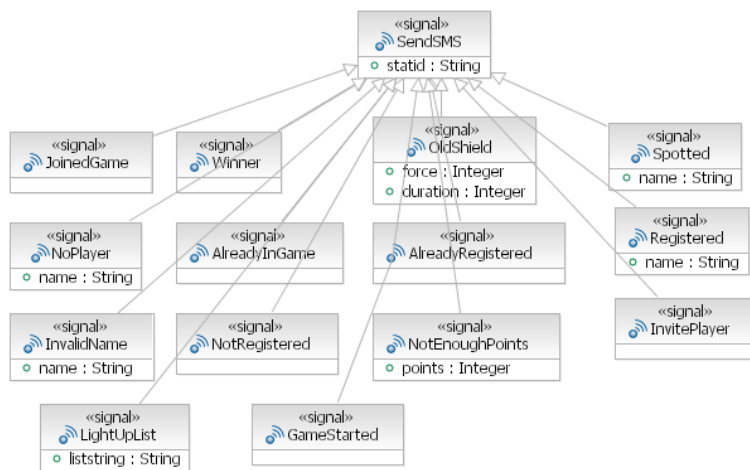 «signal»
SendSMS
statid : String
«signal»
JoinedGame
«signal»
Winner
«signal»
OldShield
force : Integer
duration : Integer
«signal»
Spotted
name : String
«signal»
NoPlayer
name : String
«signal»
AlreadyInGame
«signal»
AlreadyRegistered
«signal»
Registered
name : String
«signal»
InvalidName
name : String
«signal»
NotRegistered
«signal»
NotEnoughPoints
points : Integer
«signal»
InvitePlayer
«signal»
LightUpList
liststring : String
«signal»
GameStarted